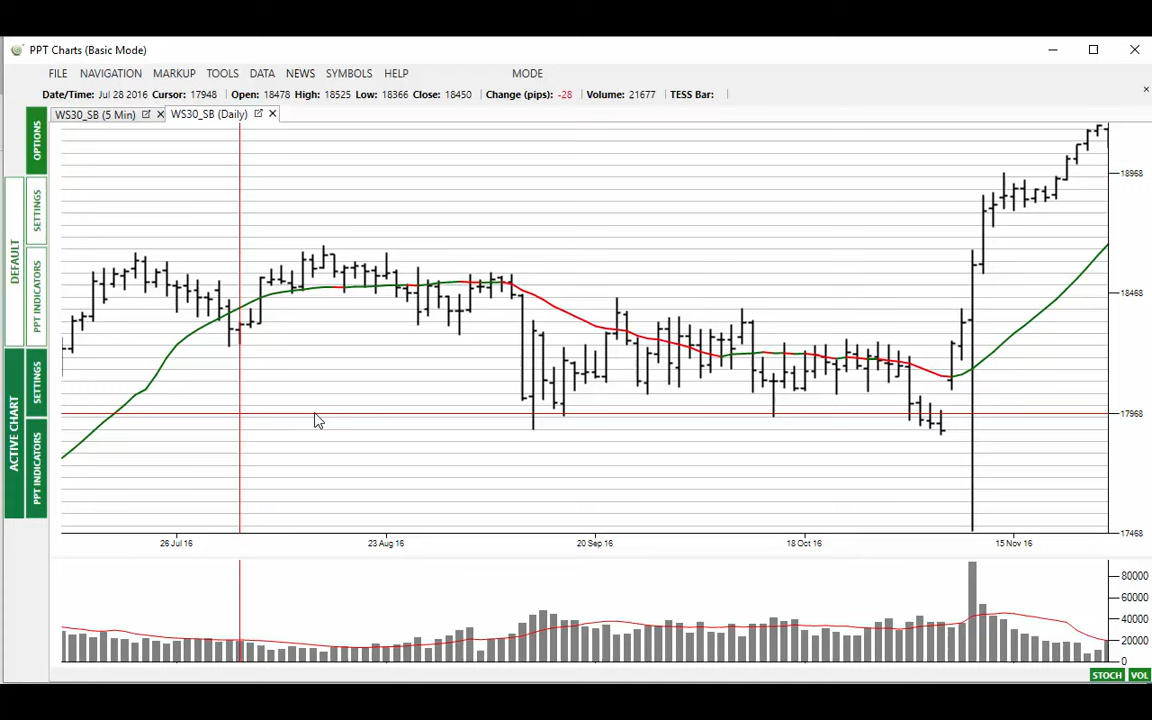 PPT Charts (Basic Mode)
FILE NAVIGATION MARKUP TOOLS DATA NEWS SYMBOLS HELP MODE
Date/Time: Jul 28 2016 Cursor: 17948 Open: 18478 High: 18525 Low: 18366 Close: 18450 Change (pips): -28 Volume: 21677 TESS Bar:
WS30_SB (5 Min) WS30_SB (Daily)
OPTIONS
DEFAULT
SETTINGS
PPT INDICATORS
ACTIVE CHART
SETTINGS
PPT INDICATORS
18968
18468
17968
17468
26 Jul 16 23 Aug 16 20 Sep 16 18 Oct 16 15 Nov 16
80000
60000
40000
20000
0
STOCH VOL